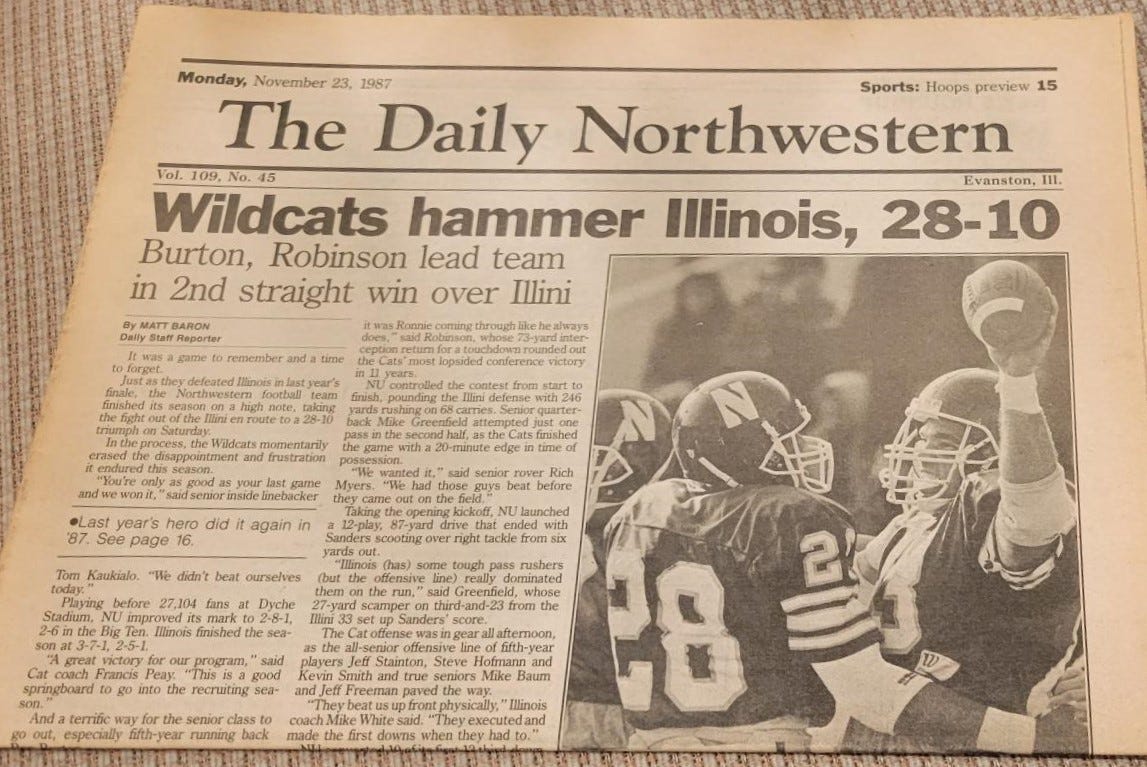 Monday, November 23, 1987
Sports: Hoops preview 15
The Daily Northwestern
Vol. 109, No. 45
Evanston, Ill.
Wildcats hammer Illinois, 28-10
Burton, Robinson lead team
in 2nd straight win over Illini
By MATT BARON
Daily Staff Reporter
It was a game to remember and a time
to forget.
Just as they defeated Illinois in last year's
finale, the Northwestern football team
finished its season on a high note, taking
the fight out of the Illini en route to a 28-10
triumph on Saturday.
In the process, the Wildcats momentarily
erased the disappointment and frustration
it endured this season.
"You're only as good as your last game
and we won it," said senior inside linebacker
●Last year's hero did it again in
'87. See page 16.
Tom Kaukialo. "We didn't beat ourselves
today."
Playing before 27,104 fans at Dyche
Stadium, NU improved its mark to 2-8-1,
2-6 in the Big Ten. Illinois finished the sea-
son at 3-7-1, 2-5-1.
"A great victory for our program," said
Cat coach Francis Peay. "This is a good
springboard to go into the recruiting sea-
son."
And a terrific way for the senior class to
go out, especially fifth-year running back
it was Ronnie coming through like he always
does," said Robinson, whose 73-yard inter-
ception return for a touchdown rounded out
the Cats' most lopsided conference victory
in 11 years.
NU controlled the contest from start to
finish, pounding the Illini defense with 246
yards rushing on 68 carries. Senior quarter-
back Mike Greenfield attempted just one
pass in the second half, as the Cats finished
the game with a 20-minute edge in time of
possession.
"We wanted it," said senior rover Rich
Myers. "We had those guys beat before
they came out on the field."
Taking the opening kickoff, NU launched
a 12-play, 87-yard drive that ended with
Sanders scooting over right tackle from six
yards out.
"Illinois (has) some tough pass rushers
(but the offensive line) really dominated
them on the run," said Greenfield, whose
27-yard scamper on third-and-23 from the
Illini 33 set up Sanders' score.
The Cat offense was in gear all afternoon,
as the all-senior offensive line of fifth-year
players Jeff Stainton, Steve Hofmann and
Kevin Smith and true seniors Mike Baum
and Jeff Freeman paved the way.
"They beat us up front physically," Illinois
coach Mike White said. "They executed and
made the first downs when they had to."
N
N
28
2
W